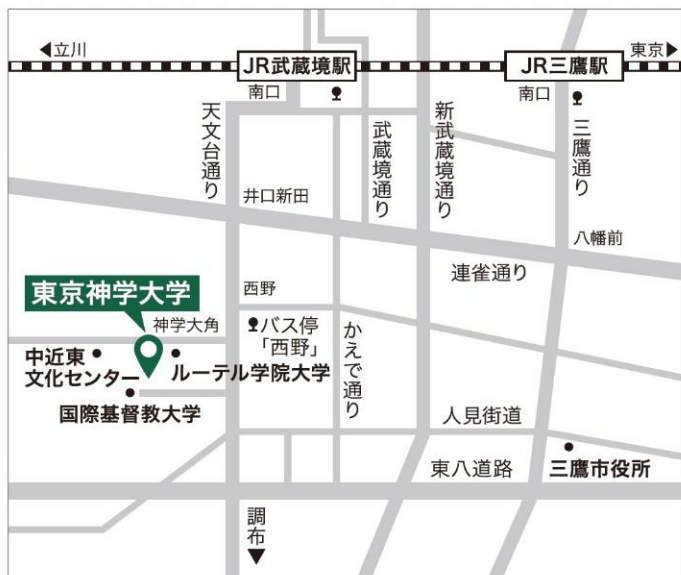 ◀立川
JR武蔵境駅
JR三鷹駅
東京▶
南口
南口
天文台通り
武蔵境通り
新武蔵境通り
三鷹通り
井口新田
八幡前
連雀通り
東京神学大学
西野
神学大角
バス停
「西野」
かえで通り
中近東
文化センター
ルーテル学院大学
国際基督教大学
人見街道
東八道路
三鷹市役所
調布▼